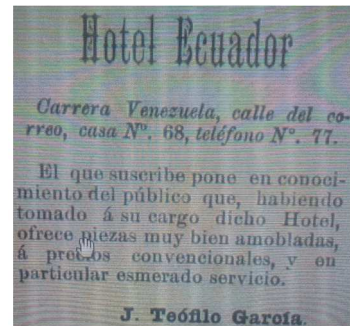 Hotel Ecuador
Carrera Venezuela, calle del co-
rreo, casa Nº. 68, teléfono Nº. 77.
El que suscribe pone en conoci-
miento del público que, habiendo
tomado á su cargo dicho Hotel,
ofrece piezas muy bien amobladas,
á precios convencionales, y en
particular esmerado servicio.
J. Teófilo García.